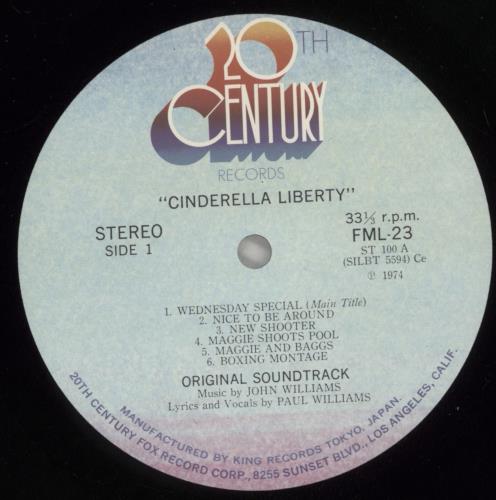 20TH
CENTURY
RECORDS
"CINDERELLA LIBERTY"
STEREO
SIDE 1
33⅓ r.p.m.
FML-23
ST 100 A
(SILBT 5594) Ce
Ⓟ 1974
1. WEDNESDAY SPECIAL (Main Title)
2. NICE TO BE AROUND
3. NEW SHOOTER
4. MAGGIE SHOOTS POOL
5. MAGGIE AND BAGGS
6. BOXING MONTAGE
ORIGINAL SOUNDTRACK
Music by JOHN WILLIAMS
Lyrics and Vocals by PAUL WILLIAMS
MANUFACTURED BY KING RECORDS TOKYO, JAPAN.
20TH CENTURY FOX RECORD CORP., 8255 SUNSET BLVD., LOS ANGELES, CALIF.